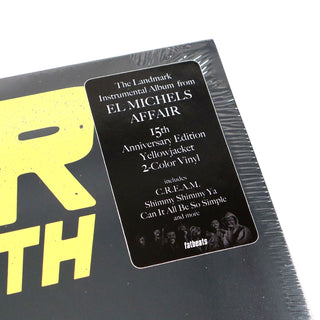 The Landmark
Instrumental Album from
EL MICHELS
AFFAIR
15th
Anniversary Edition
Yellowjacket
2-Color Vinyl
includes
C.R.E.A.M.
Shimmy Shimmy Ya
Can It All Be So Simple
and more
fatbeats
R
TH